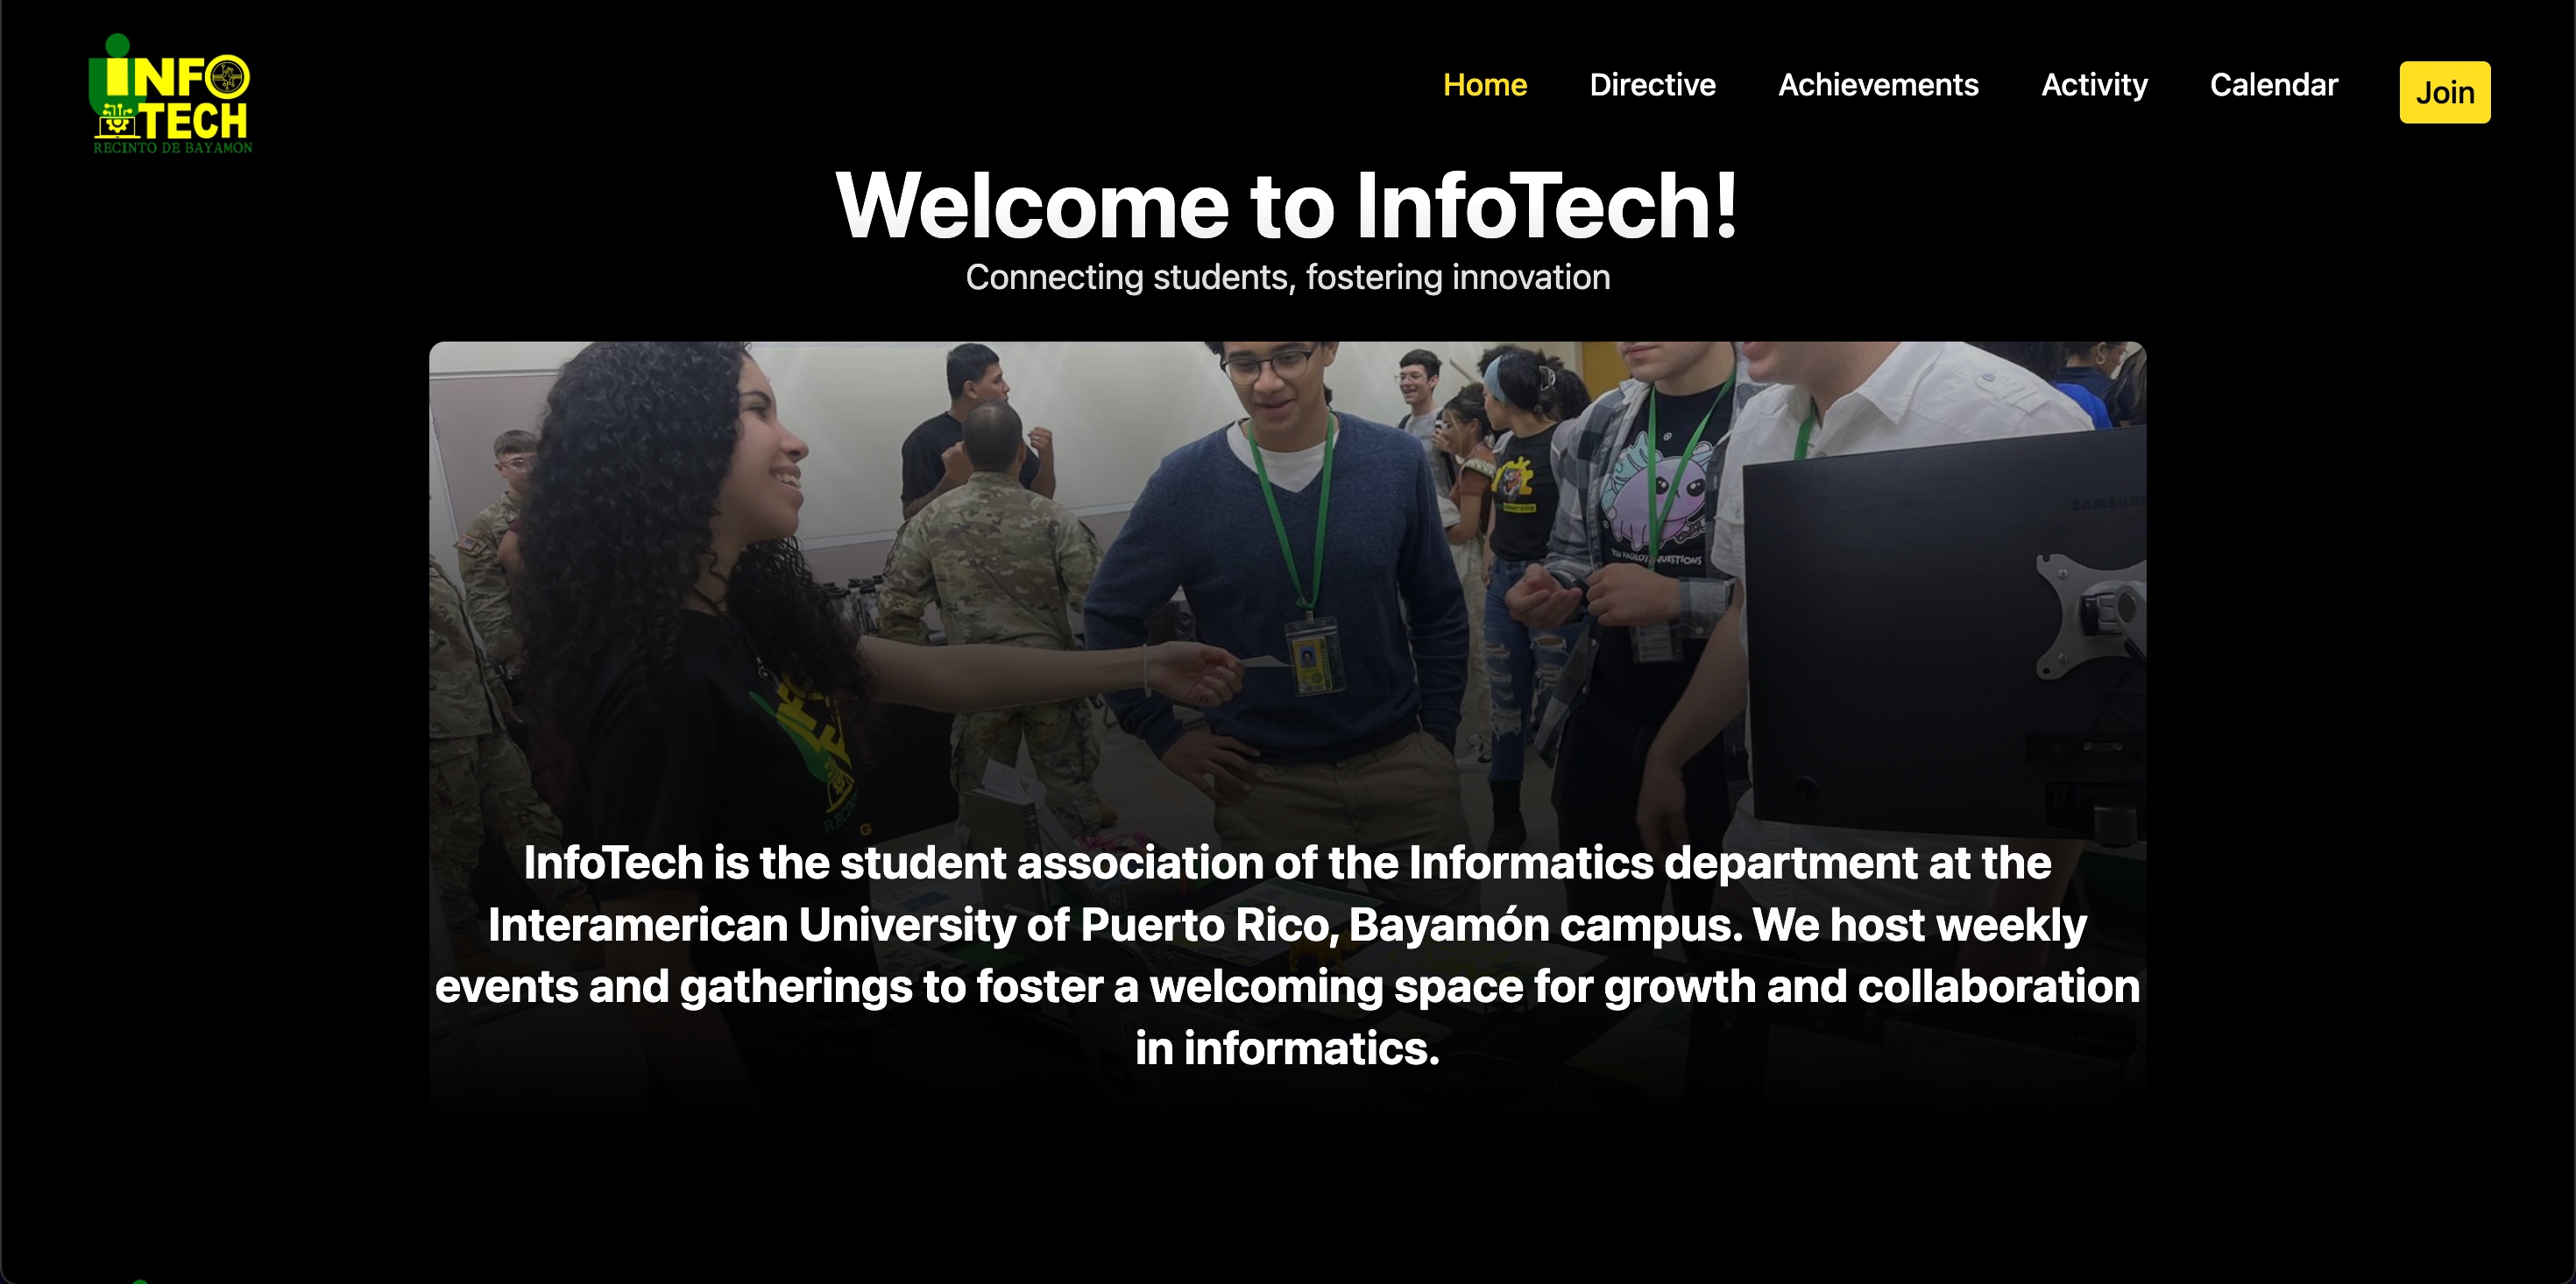 INFO
TECH
RECINTO DE BAYAMON
Home Directive Achievements Activity Calendar Join
Welcome to InfoTech!
Connecting students, fostering innovation
SAMSUNG
QUESTIONS
G
InfoTech is the student association of the Informatics department at the
Interamerican University of Puerto Rico, Bayamón campus. We host weekly
events and gatherings to foster a welcoming space for growth and collaboration
in informatics.